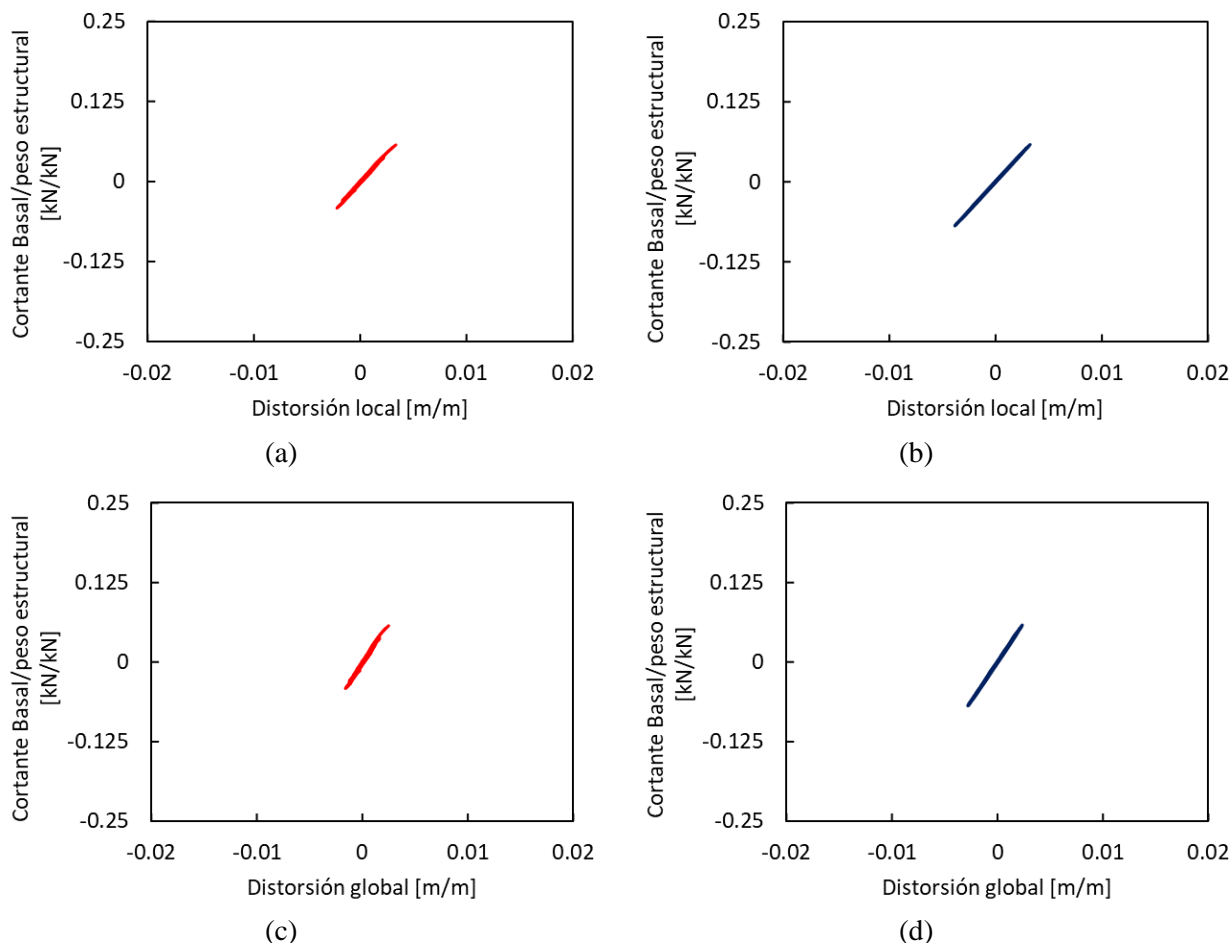 Cortante Basal/peso estructural
[kN/kN]
0.25
0.125
0
-0.125
-0.25
-0.02
-0.01
0
0.01
0.02
Distorsión local [m/m]
(a)
Cortante Basal/peso estructural
[kN/kN]
0.25
0.125
0
-0.125
-0.25
-0.02
-0.01
0
0.01
0.02
Distorsión local [m/m]
(b)
Cortante Basal/peso estructural
[kN/kN]
0.25
0.125
0
-0.125
-0.25
-0.02
-0.01
0
0.01
0.02
Distorsión global [m/m]
(c)
Cortante Basal/peso estructural
[kN/kN]
0.25
0.125
0
-0.125
-0.25
-0.02
-0.01
0
0.01
0.02
Distorsión global [m/m]
(d)